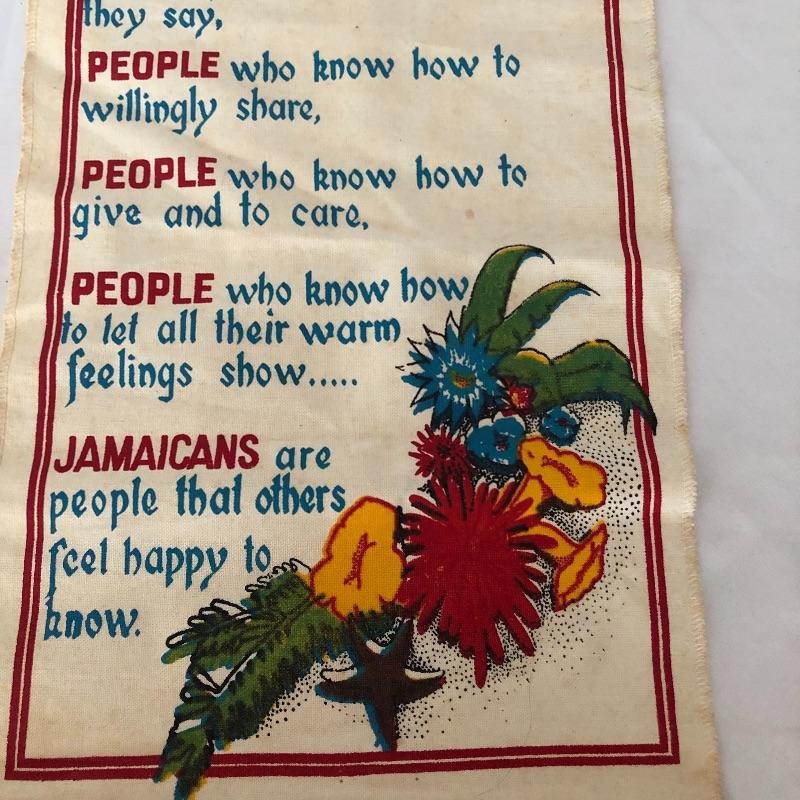 they say,
PEOPLE who know how to
willingly share,
PEOPLE who know how to
give and to care,
PEOPLE who know how
to let all their warm
feelings show.....
JAMAICANS are
people that others
feel happy to
know.